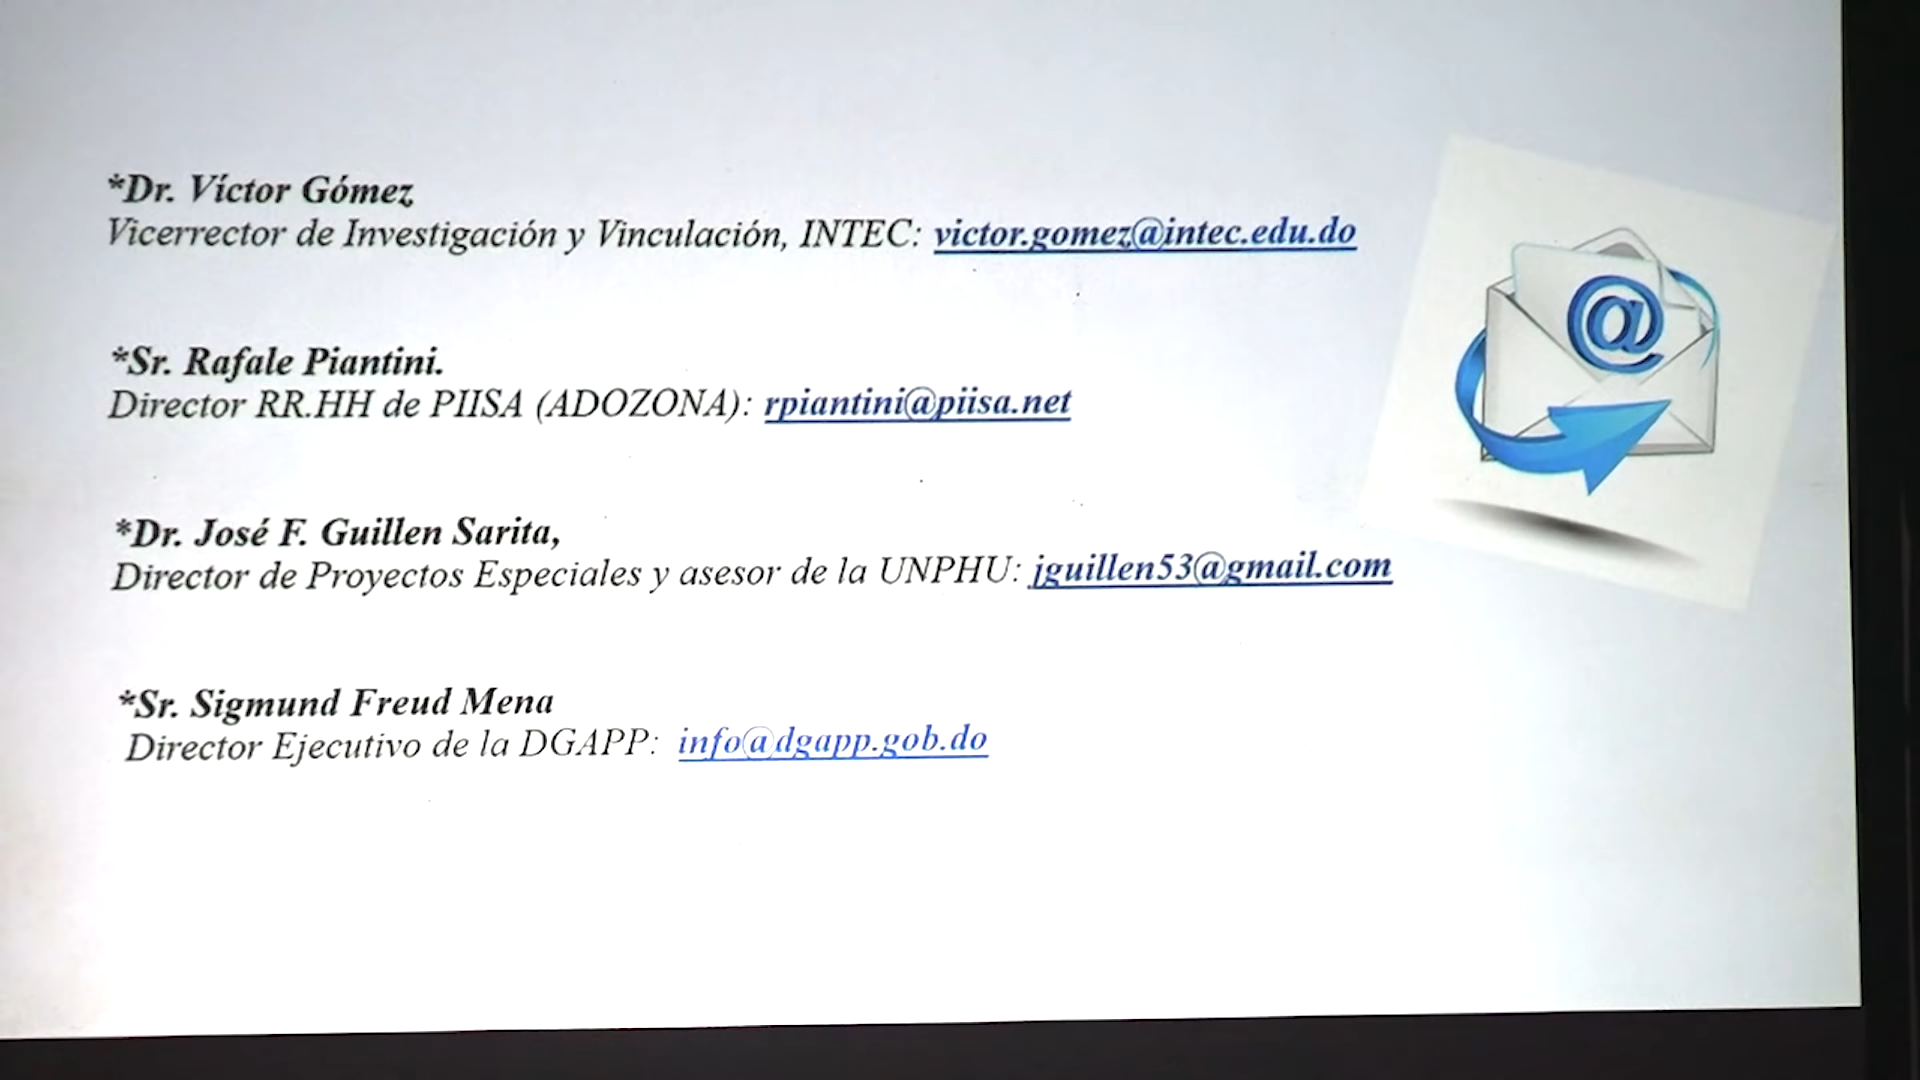 *Dr. Víctor Gómez
Vicerrector de Investigación y Vinculación, INTEC: victor.gomez@intec.edu.do
*Sr. Rafale Piantini.
Director RR.HH de PIISA (ADOZONA): rpiantini@piisa.net
*Dr. José F. Guillen Sarita,
Director de Proyectos Especiales y asesor de la UNPHU: jguillen53@gmail.com
*Sr. Sigmund Freud Mena
Director Ejecutivo de la DGAPP: info@dgapp.gob.do
@